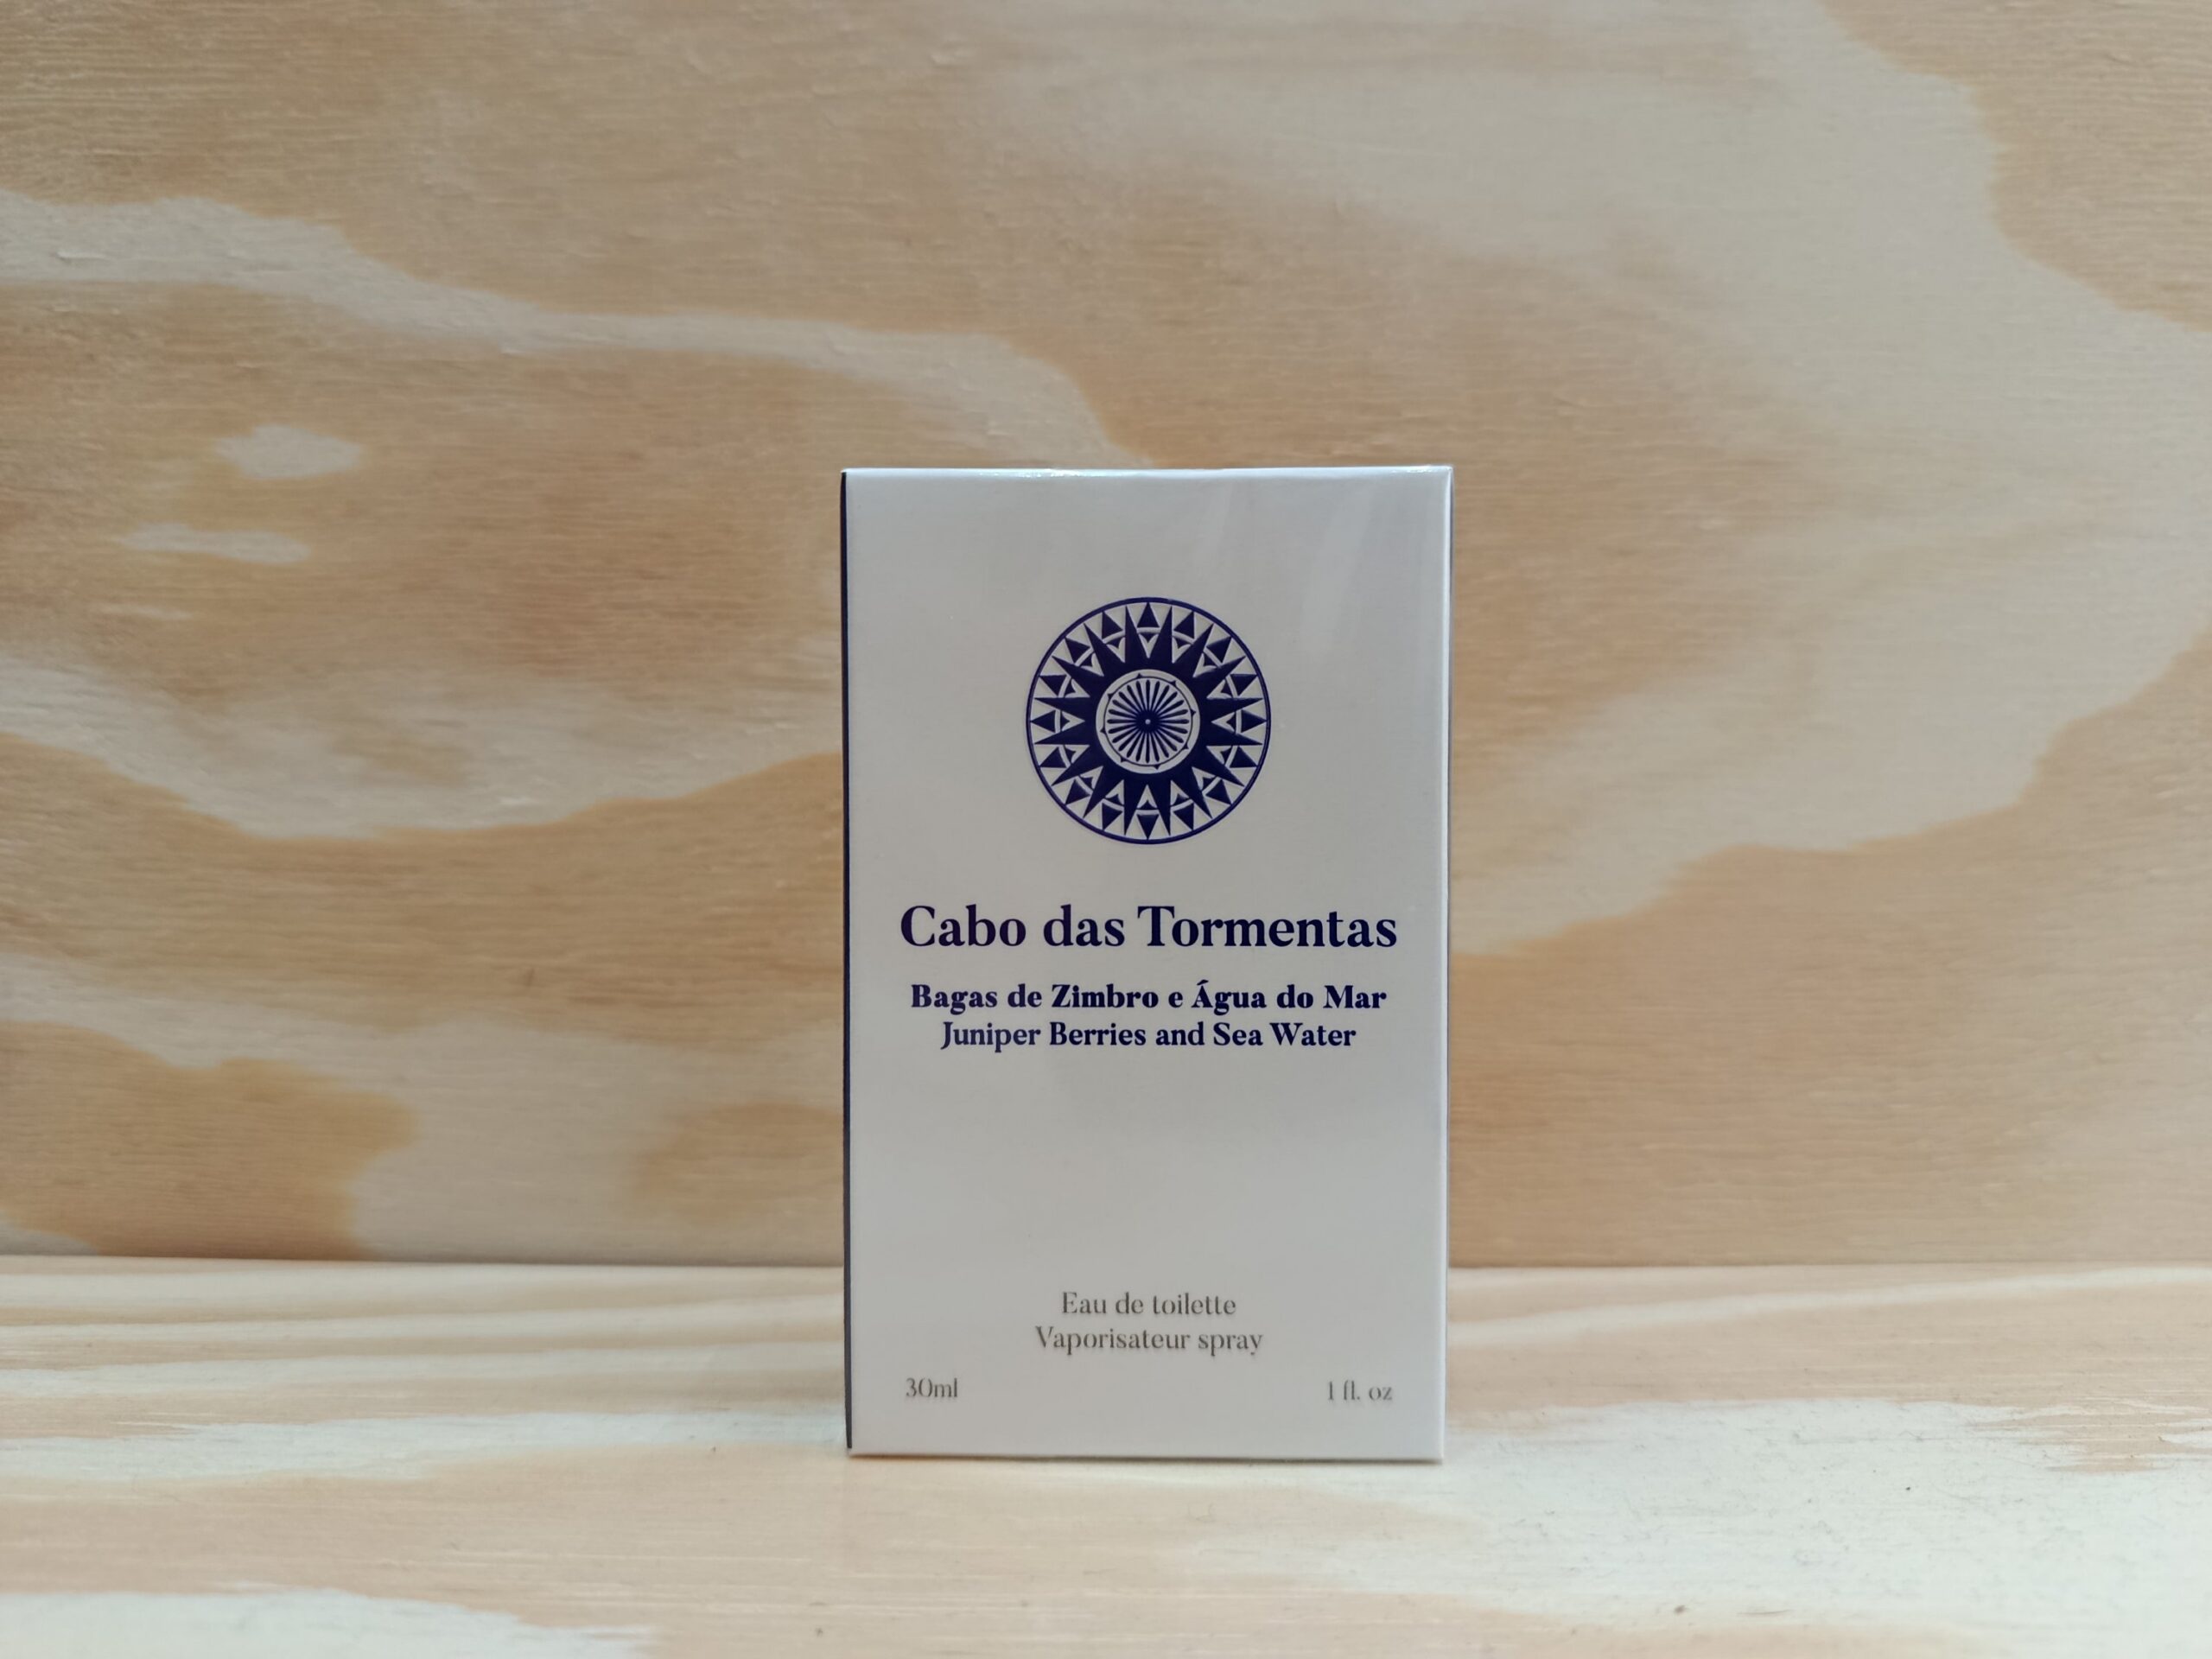 Cabo das Tormentas
Bagas de Zimbro e Água do Mar
Juniper Berries and Sea Water
Eau de toilette
Vaporisateur spray
30ml
1 fl. oz